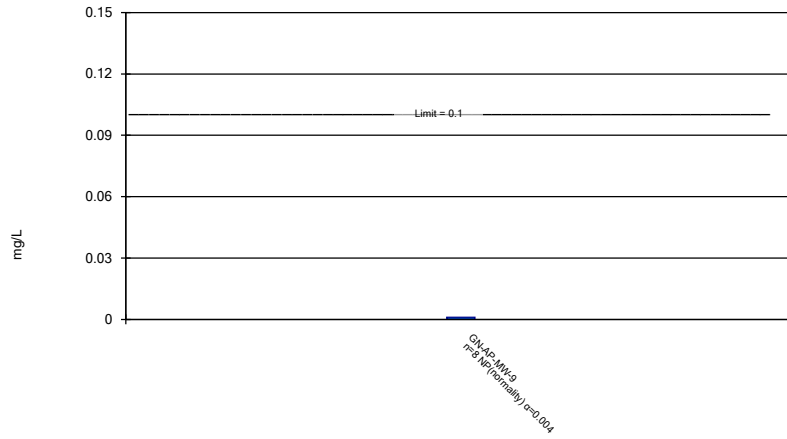 0.15
0.12
Limit = 0.1
0.09
0.06
mg/L
0.03
0
GN-AP-MW-9
n=8 NP(normality) α=0.004